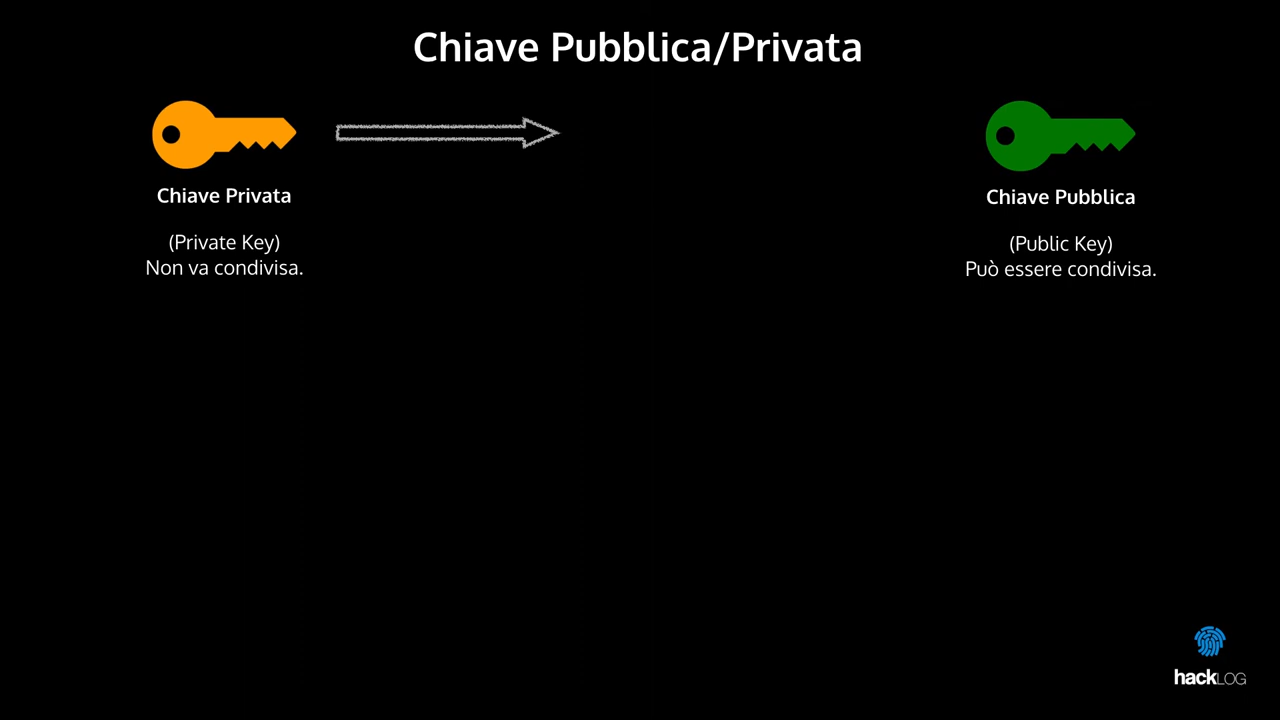 Chiave Pubblica/Privata
Chiave Privata
(Private Key)
Non va condivisa.
Chiave Pubblica
(Public Key)
Può essere condivisa.
hackLOG